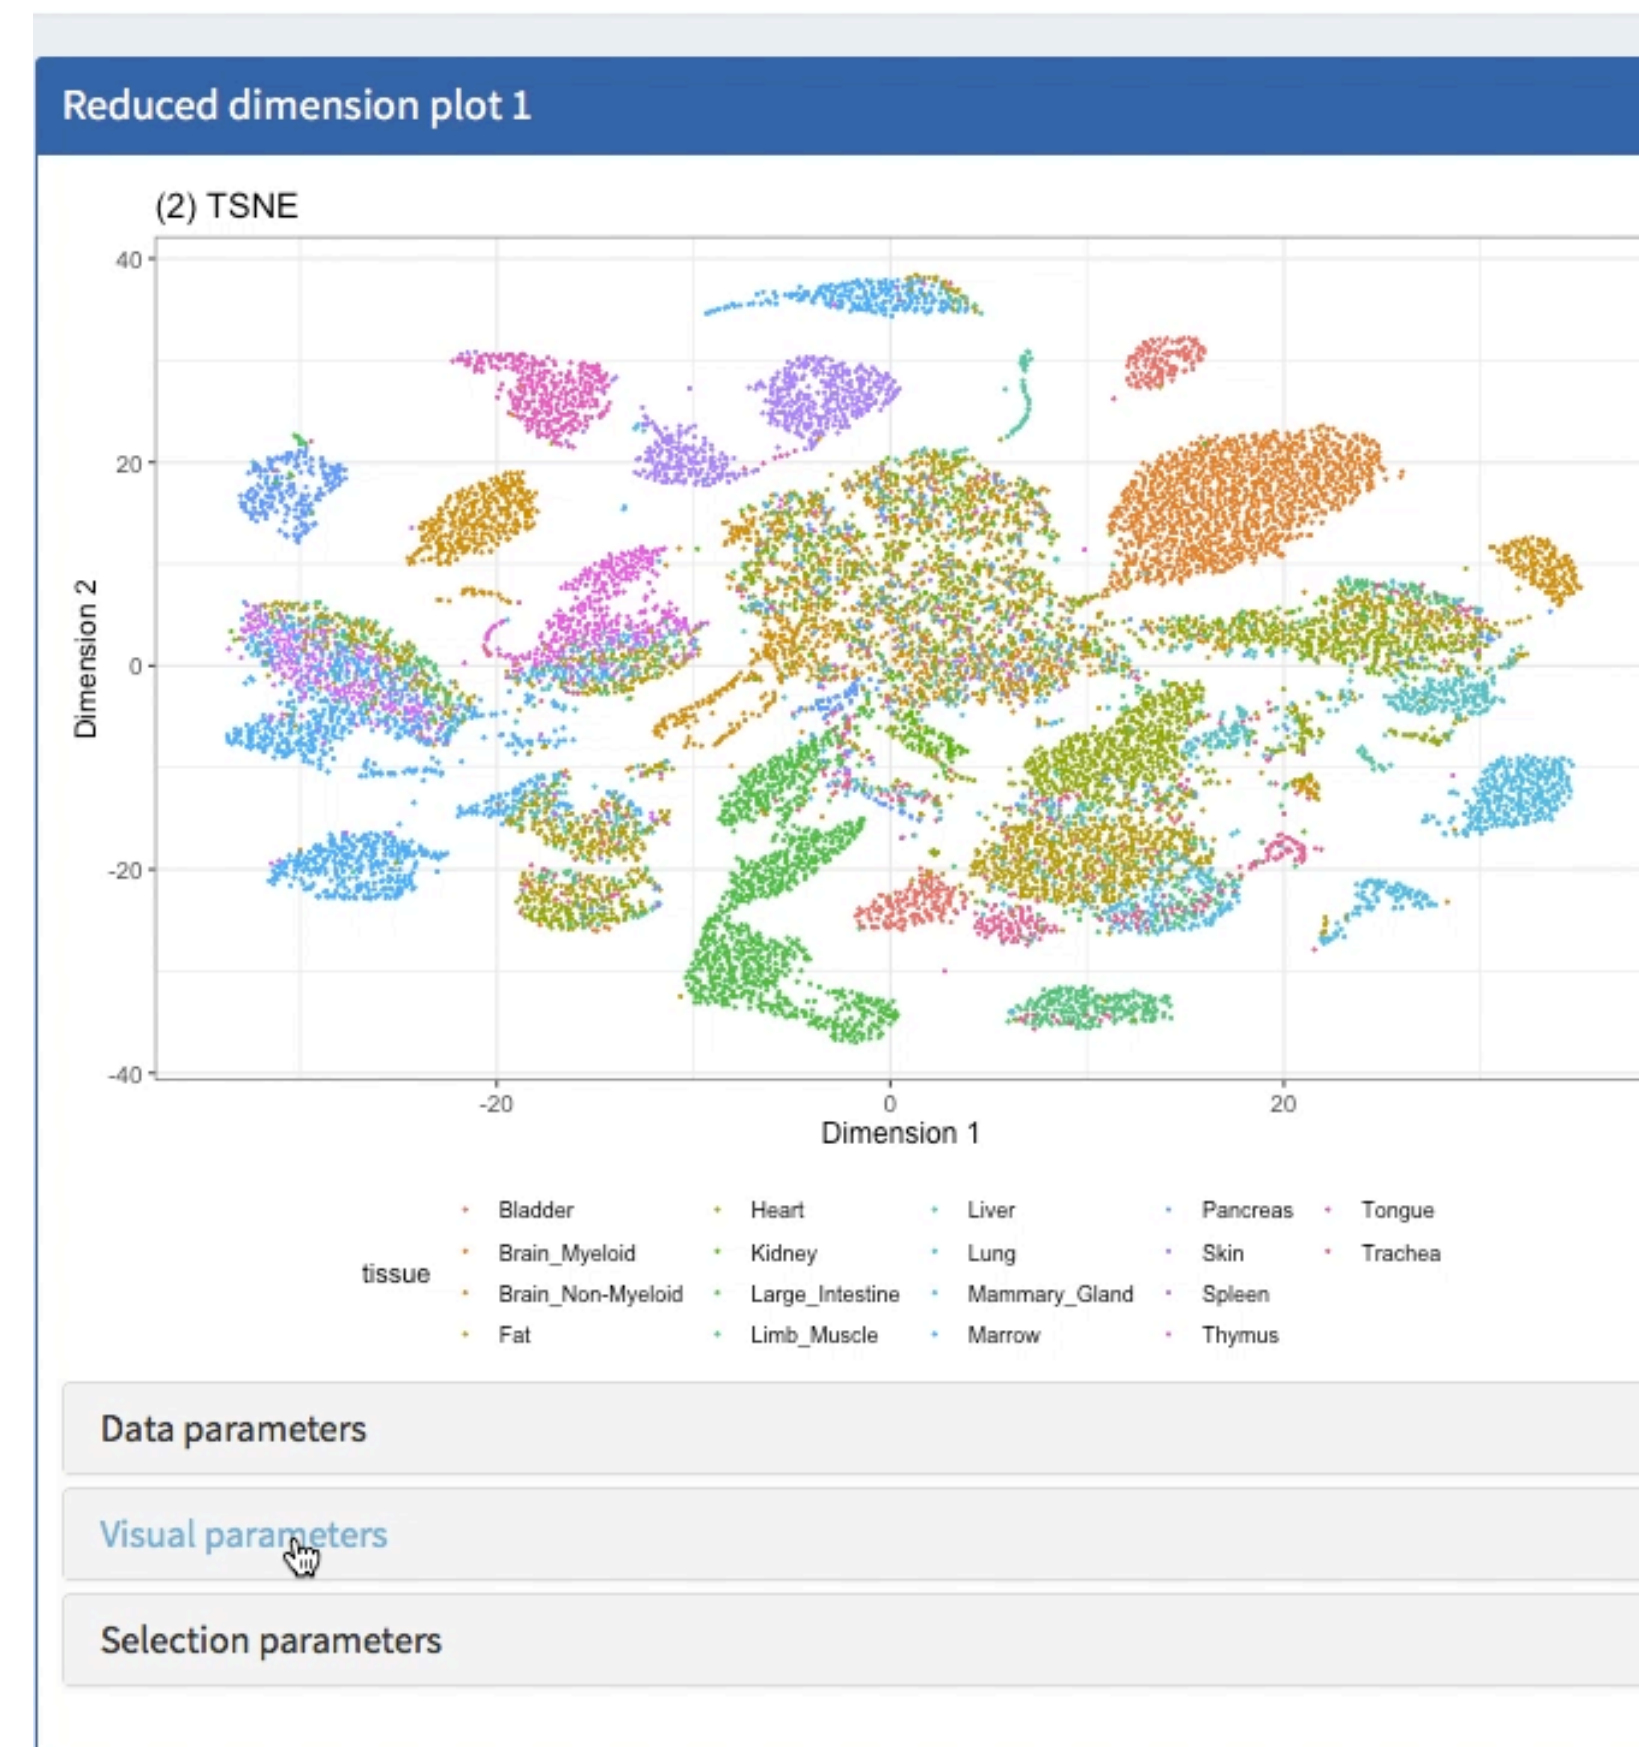 Reduced dimension plot 1
(2) TSNE
40
20
0
-20
-40
Dimension 2
-20 0 20
Dimension 1
tissue
Bladder Heart Liver Pancreas Tongue
Brain_Myeloid Kidney Lung Skin Trachea
Brain_Non-Myeloid Large_Intestine Mammary_Gland Spleen
Fat Limb_Muscle Marrow Thymus
Data parameters
Visual parameters
Selection parameters